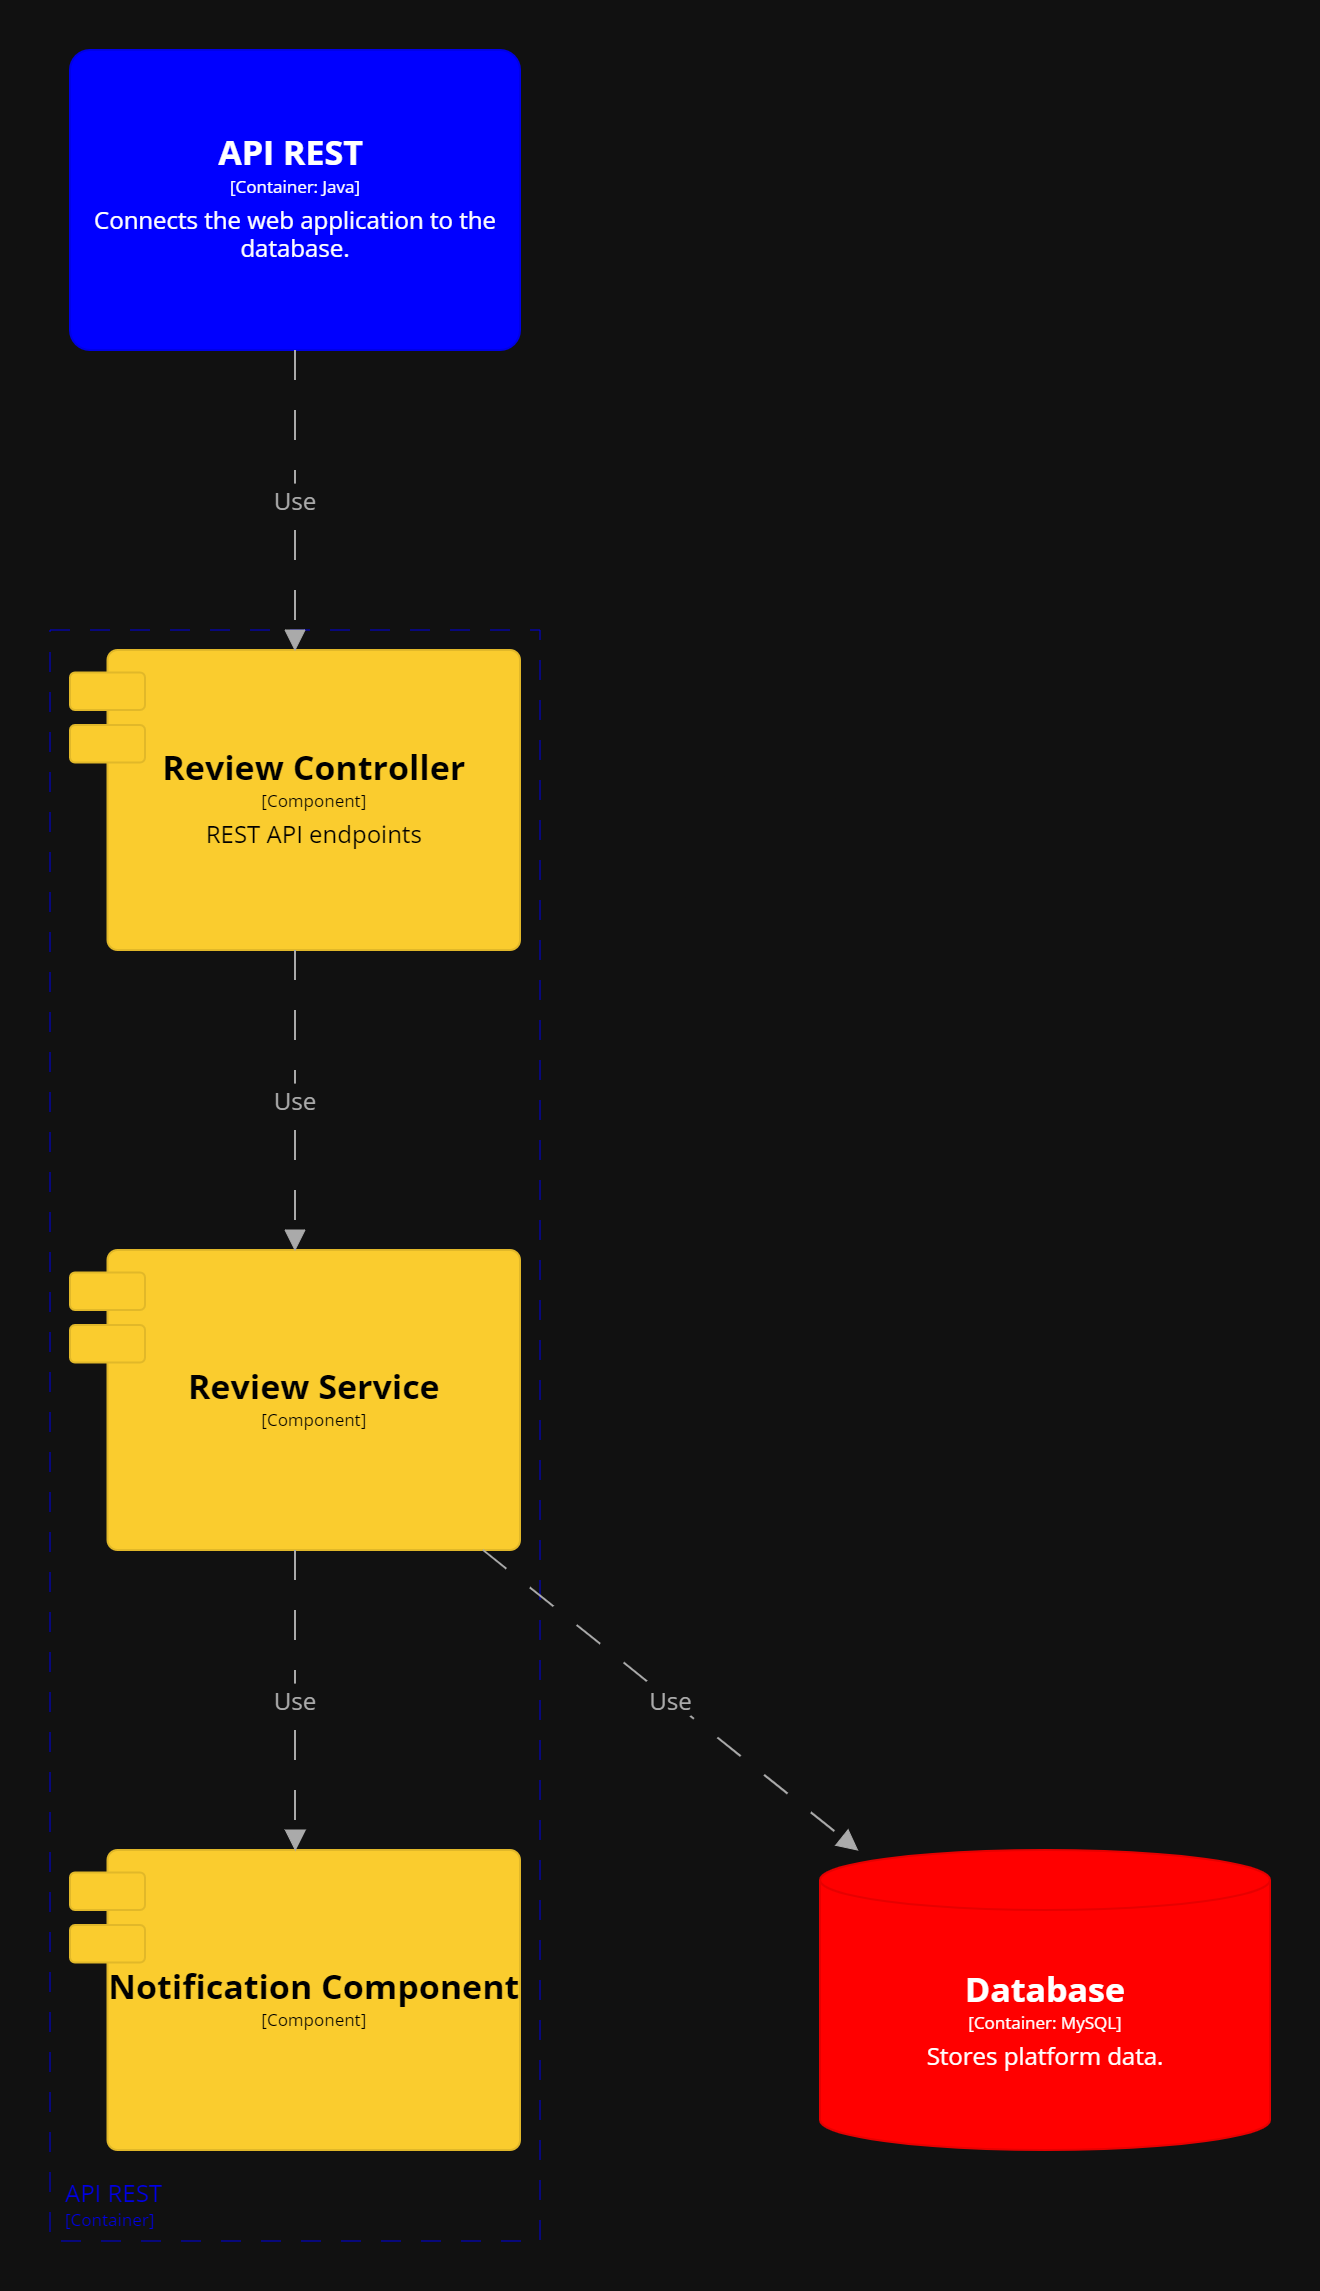 API REST
[Container: Java]
Connects the web application to the
database.
Use
Review Controller
[Component]
REST API endpoints
Use
Review Service
[Component]
Use
Use
Notification Component
[Component]
Database
[Container: MySQL]
Stores platform data.
API REST
[Container]